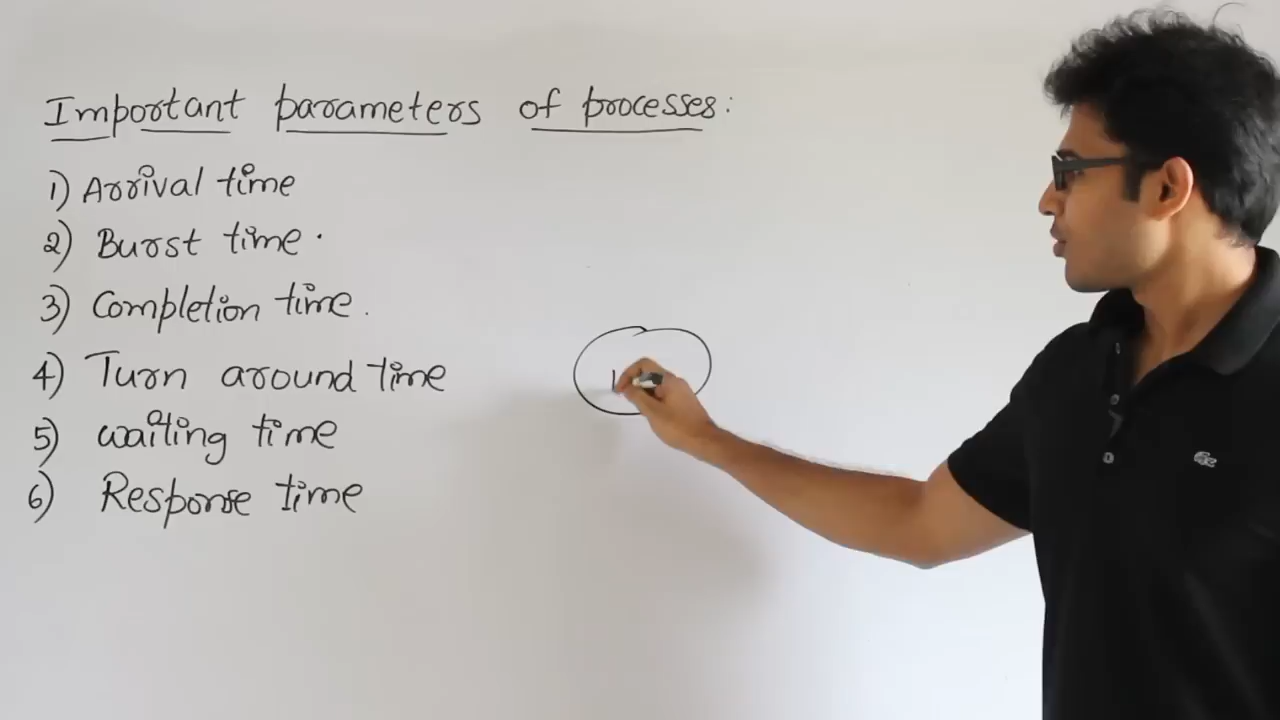 Important parameters of processes:
1) Arrival time
2) Burst time.
3) Completion time.
4) Turn around time
5) waiting time
6) Response time